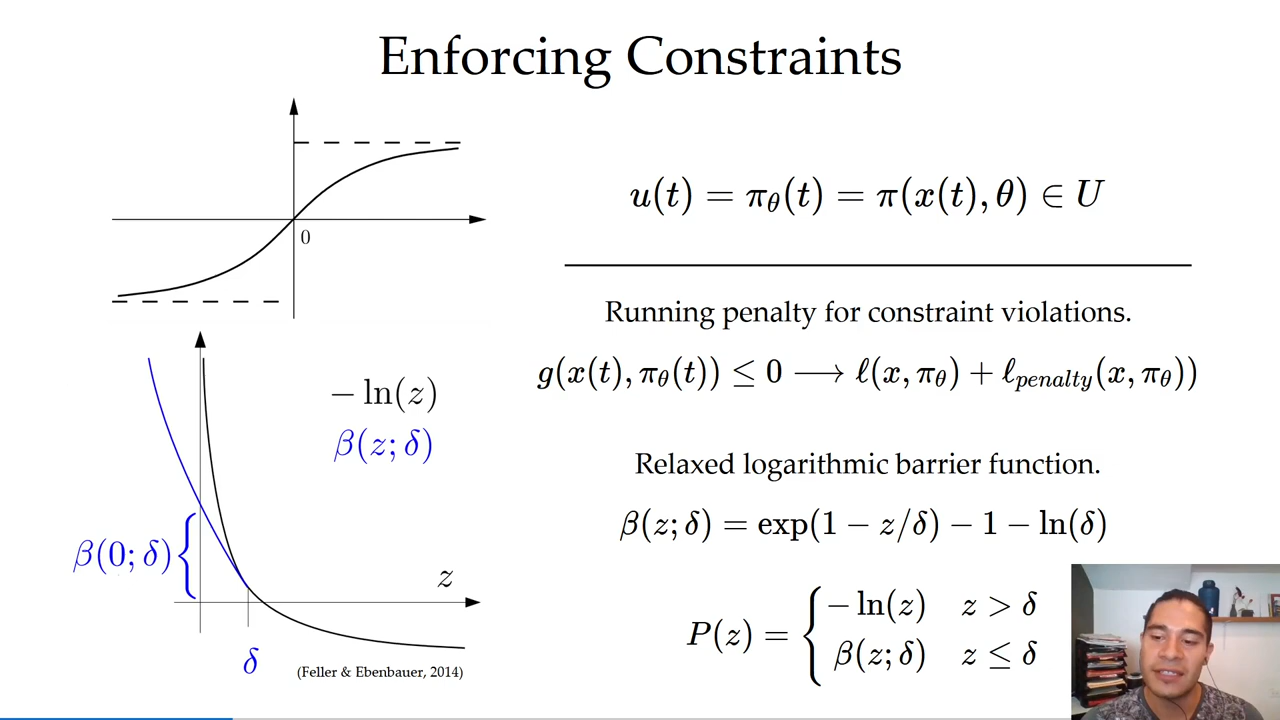 Enforcing Constraints
0
u(t) = π_θ(t) = π(x(t), θ) ∈ U
Running penalty for constraint violations.
g(x(t), π_θ(t)) ≤ 0 ⟶ ℓ(x, π_θ) + ℓ_penalty(x, π_θ))
− ln(z)
β(z; δ)
β(0; δ)
z
δ
(Feller & Ebenbauer, 2014)
Relaxed logarithmic barrier function.
β(z; δ) = exp(1 − z/δ) − 1 − ln(δ)
P(z) = { − ln(z) z > δ
β(z; δ) z ≤ δ